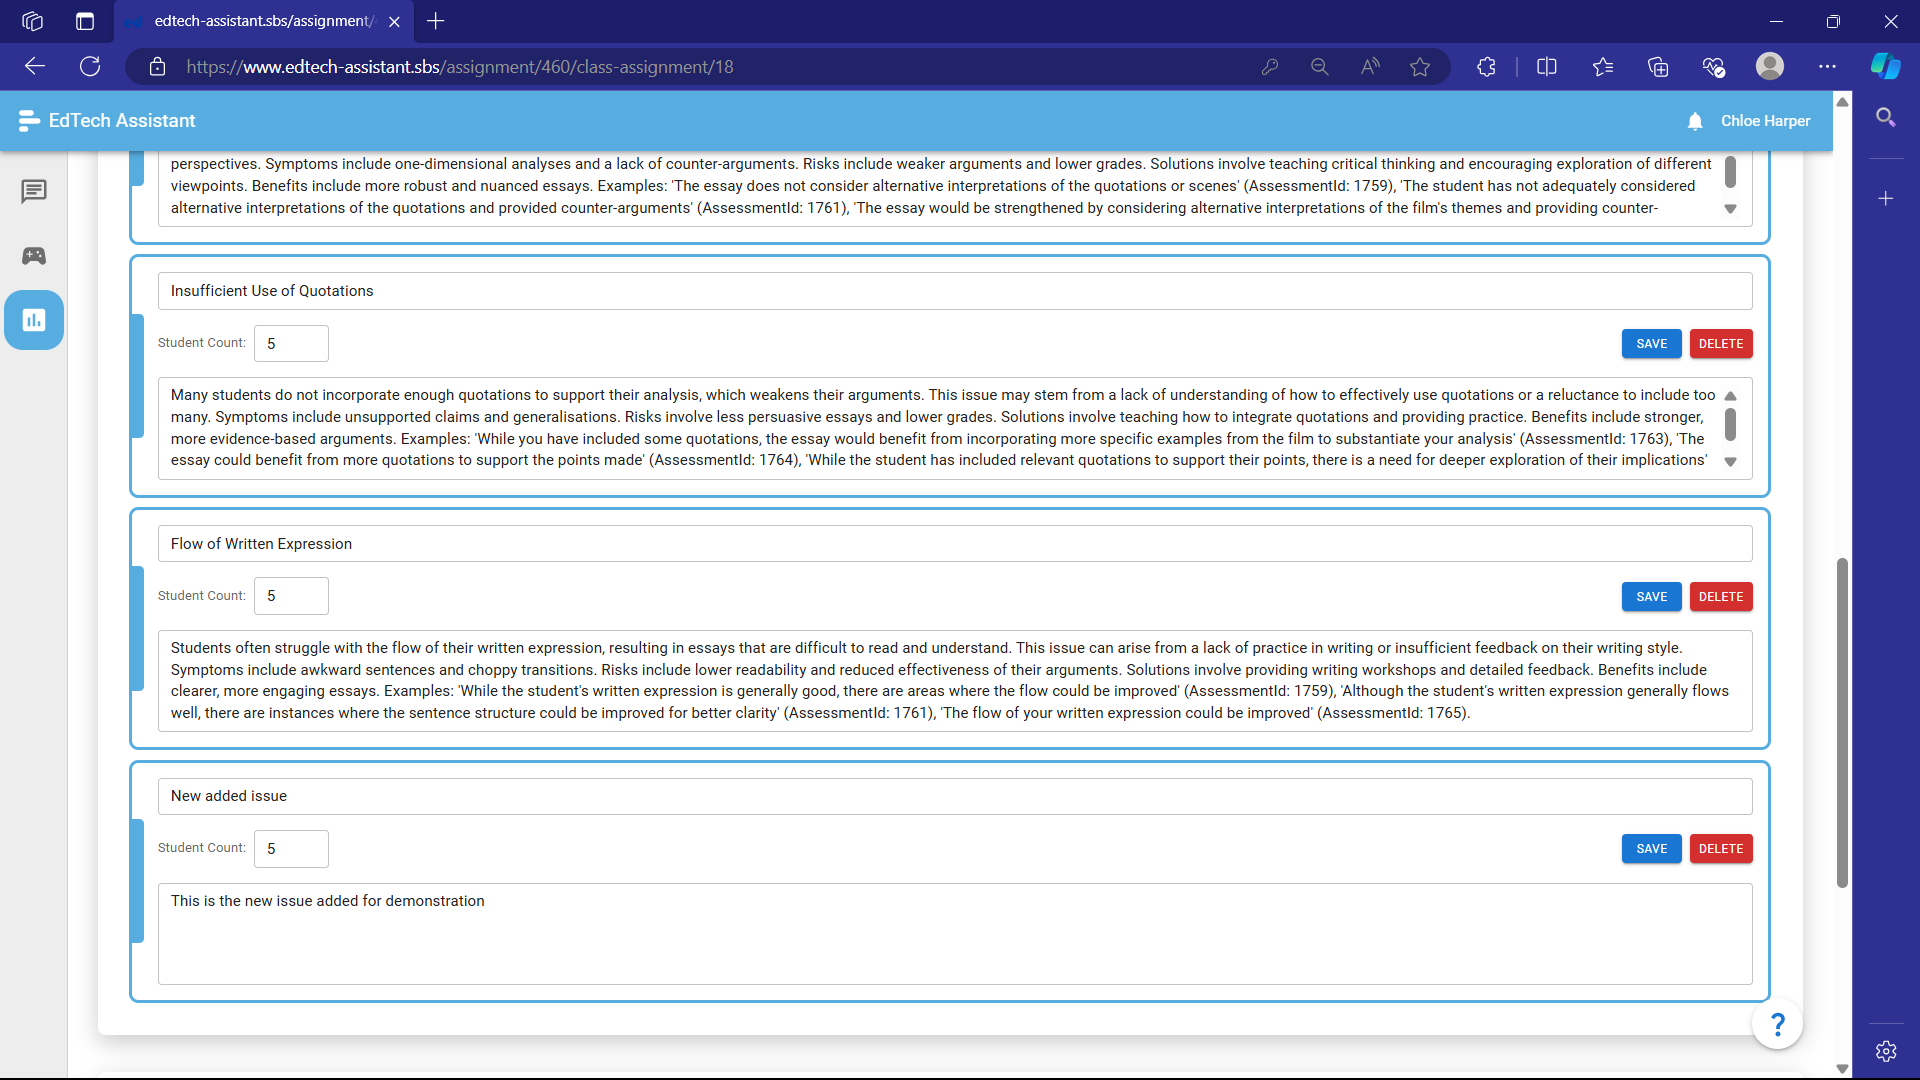 edtech-assistant.sbs/assignment/
https://www.edtech-assistant.sbs/assignment/460/class-assignment/18
EdTech Assistant
Chloe Harper
perspectives. Symptoms include one-dimensional analyses and a lack of counter-arguments. Risks include weaker arguments and lower grades. Solutions involve teaching critical thinking and encouraging exploration of different
viewpoints. Benefits include more robust and nuanced essays. Examples: 'The essay does not consider alternative interpretations of the quotations or scenes' (AssessmentId: 1759), 'The student has not adequately considered
alternative interpretations of the quotations and provided counter-arguments' (AssessmentId: 1761), 'The essay would be strengthened by considering alternative interpretations of the film's themes and providing counter-
Insufficient Use of Quotations
Student Count: 5
SAVE DELETE
Many students do not incorporate enough quotations to support their analysis, which weakens their arguments. This issue may stem from a lack of understanding of how to effectively use quotations or a reluctance to include too
many. Symptoms include unsupported claims and generalisations. Risks involve less persuasive essays and lower grades. Solutions involve teaching how to integrate quotations and providing practice. Benefits include stronger,
more evidence-based arguments. Examples: 'While you have included some quotations, the essay would benefit from incorporating more specific examples from the film to substantiate your analysis' (AssessmentId: 1763), 'The
essay could benefit from more quotations to support the points made' (AssessmentId: 1764), 'While the student has included relevant quotations to support their points, there is a need for deeper exploration of their implications'
Flow of Written Expression
Student Count: 5
SAVE DELETE
Students often struggle with the flow of their written expression, resulting in essays that are difficult to read and understand. This issue can arise from a lack of practice in writing or insufficient feedback on their writing style.
Symptoms include awkward sentences and choppy transitions. Risks include lower readability and reduced effectiveness of their arguments. Solutions involve providing writing workshops and detailed feedback. Benefits include
clearer, more engaging essays. Examples: 'While the student's written expression is generally good, there are areas where the flow could be improved' (AssessmentId: 1759), 'Although the student's written expression generally flows
well, there are instances where the sentence structure could be improved for better clarity' (AssessmentId: 1761), 'The flow of your written expression could be improved' (AssessmentId: 1765).
New added issue
Student Count: 5
SAVE DELETE
This is the new issue added for demonstration
?